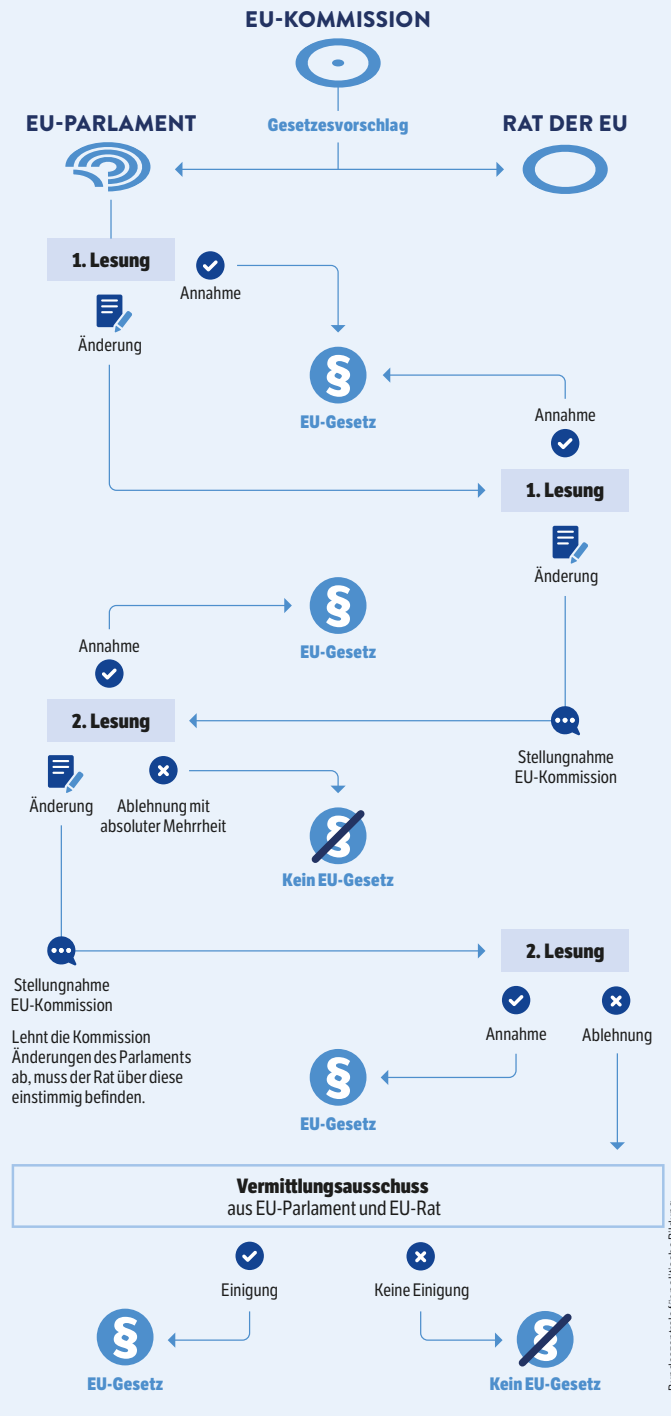 EU-KOMMISSION
EU-PARLAMENT
Gesetzesvorschlag
RAT DER EU
1. Lesung
Annahme
Änderung
§
EU-Gesetz
Annahme
1. Lesung
Änderung
§
EU-Gesetz
Annahme
2. Lesung
Stellungnahme
EU-Kommission
Änderung
Ablehnung mit
absoluter Mehrrheit
§
Kein EU-Gesetz
2. Lesung
Stellungnahme
EU-Kommission
Lehnt die Kommission
Änderungen des Parlaments
ab, muss der Rat über diese
einstimmig befinden.
Annahme
Ablehnung
§
EU-Gesetz
Vermittlungsausschuss
aus EU-Parlament und EU-Rat
Einigung
Keine Einigung
§
EU-Gesetz
§
Kein EU-Gesetz